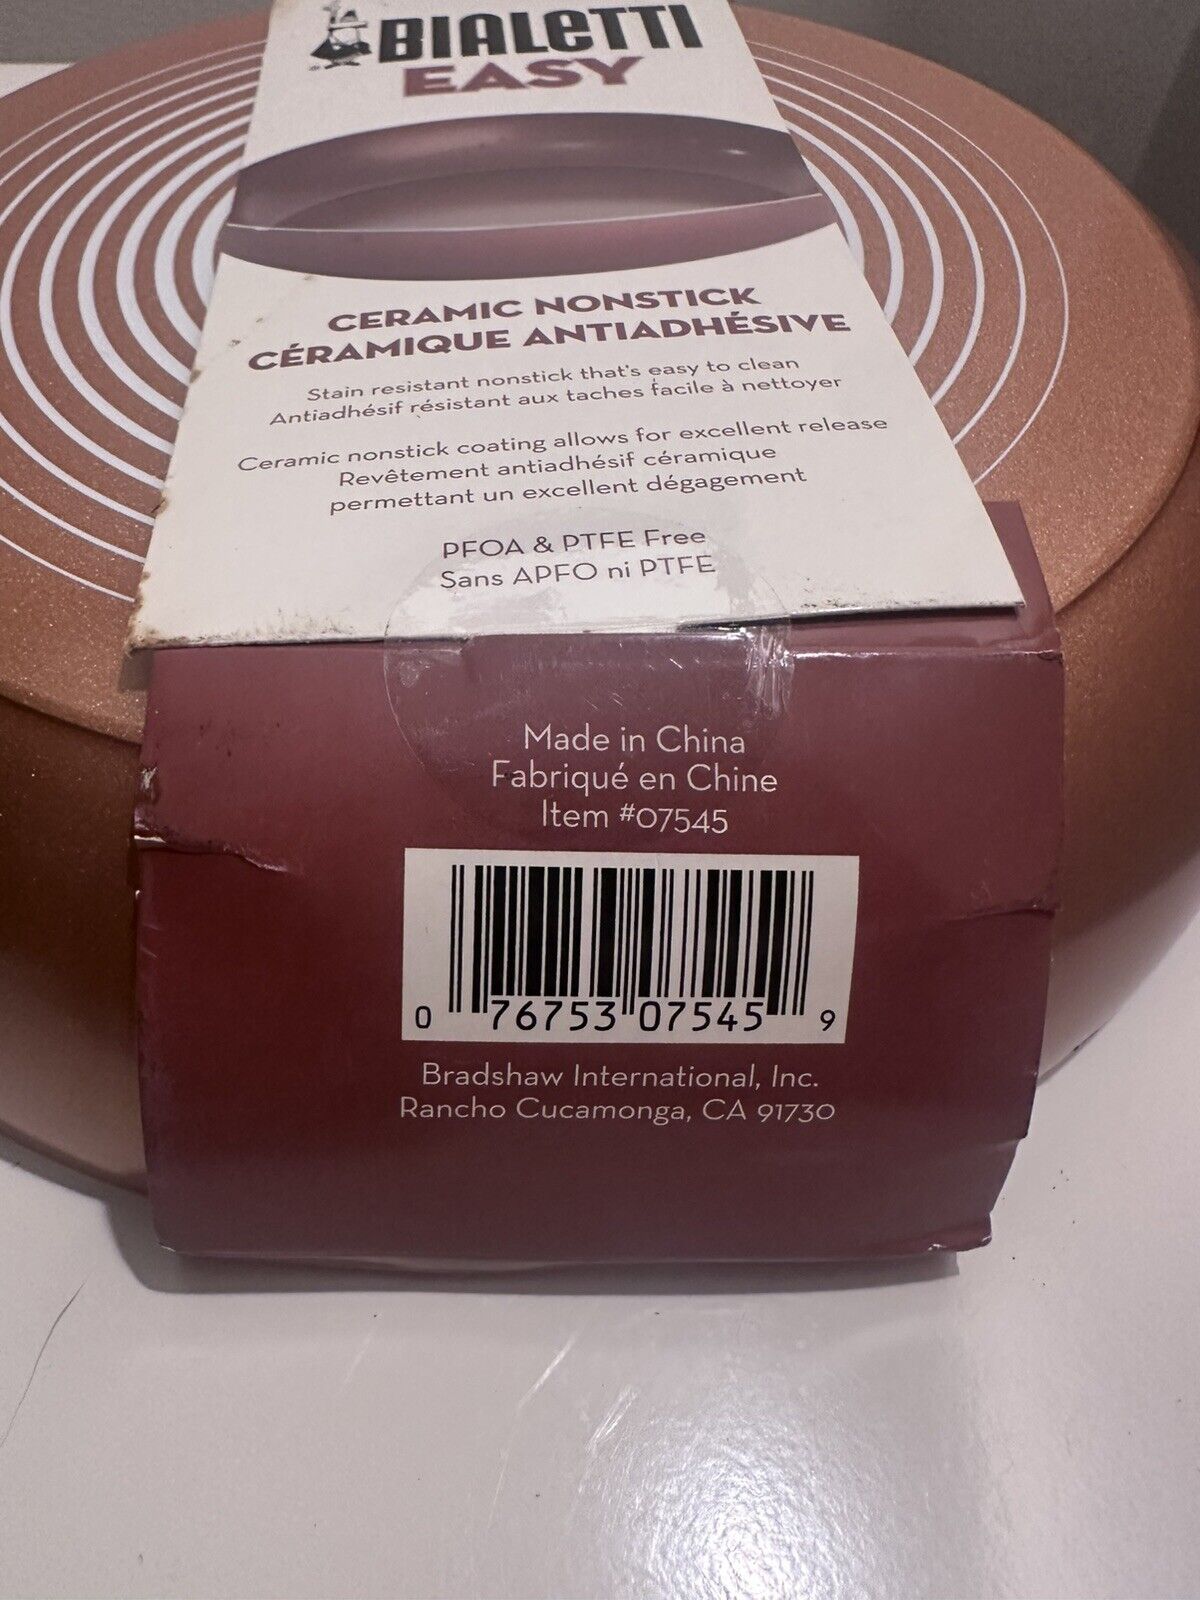 BIALETTI
EASY
CERAMIC NONSTICK
CÉRAMIQUE ANTIADHÉSIVE
Stain resistant nonstick that's easy to clean
Antiadhésif résistant aux taches facile à nettoyer
Ceramic nonstick coating allows for excellent release
Revêtement antiadhésif céramique
permettant un excellent dégagement
PFOA & PTFE Free
Sans APFO ni PTFE
Made in China
Fabriqué en Chine
Item #07545
0 76753 07545 9
Bradshaw International, Inc.
Rancho Cucamonga, CA 91730